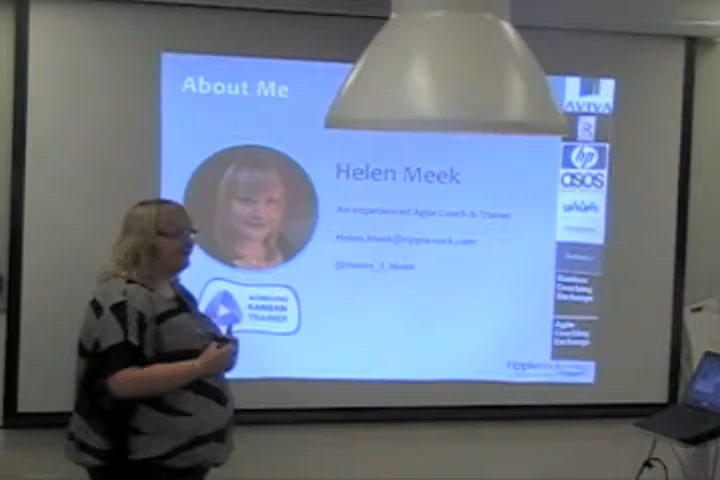 About Me
Helen Meek
An experienced Agile Coach & Trainer
Helen.Meek@ripple-rock.com
@Helen_J_Meek
ACCREDITED
KANBAN
TRAINER
AVIVA
hp
asos
Kanban
Coaching
Exchange
Agile
Coaching
Exchange